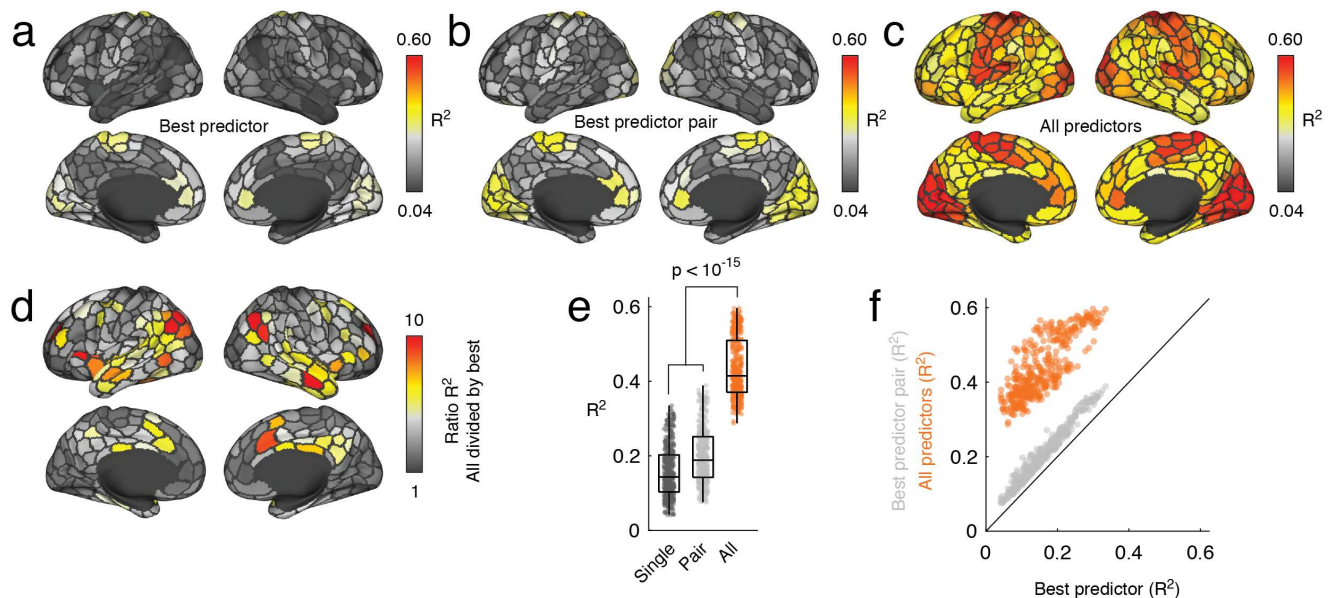 a
0.60
R²
0.04
Best predictor
b
0.60
R²
0.04
Best predictor pair
c
0.60
R²
0.04
All predictors
d
10
1
Ratio R²
All divided by best
e
p < 10⁻¹⁵
0.6
0.4
R²
0.2
0
Single
Pair
All
f
Best predictor pair (R²)
All predictors (R²)
0.6
0.4
0.2
0
0
0.2
0.4
0.6
Best predictor (R²)